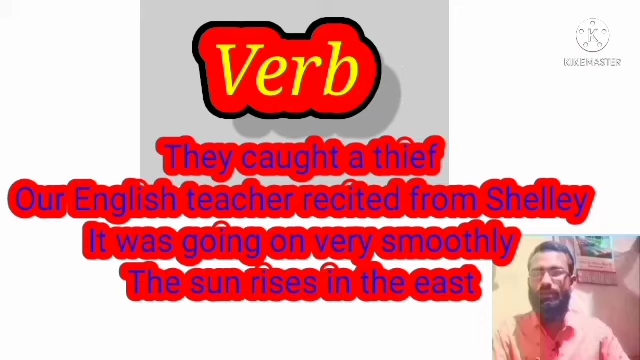 KINEMASTER
Verb
They caught a thief
Our English teacher recited from Shelley
It was going on very smoothly
The sun rises in the east